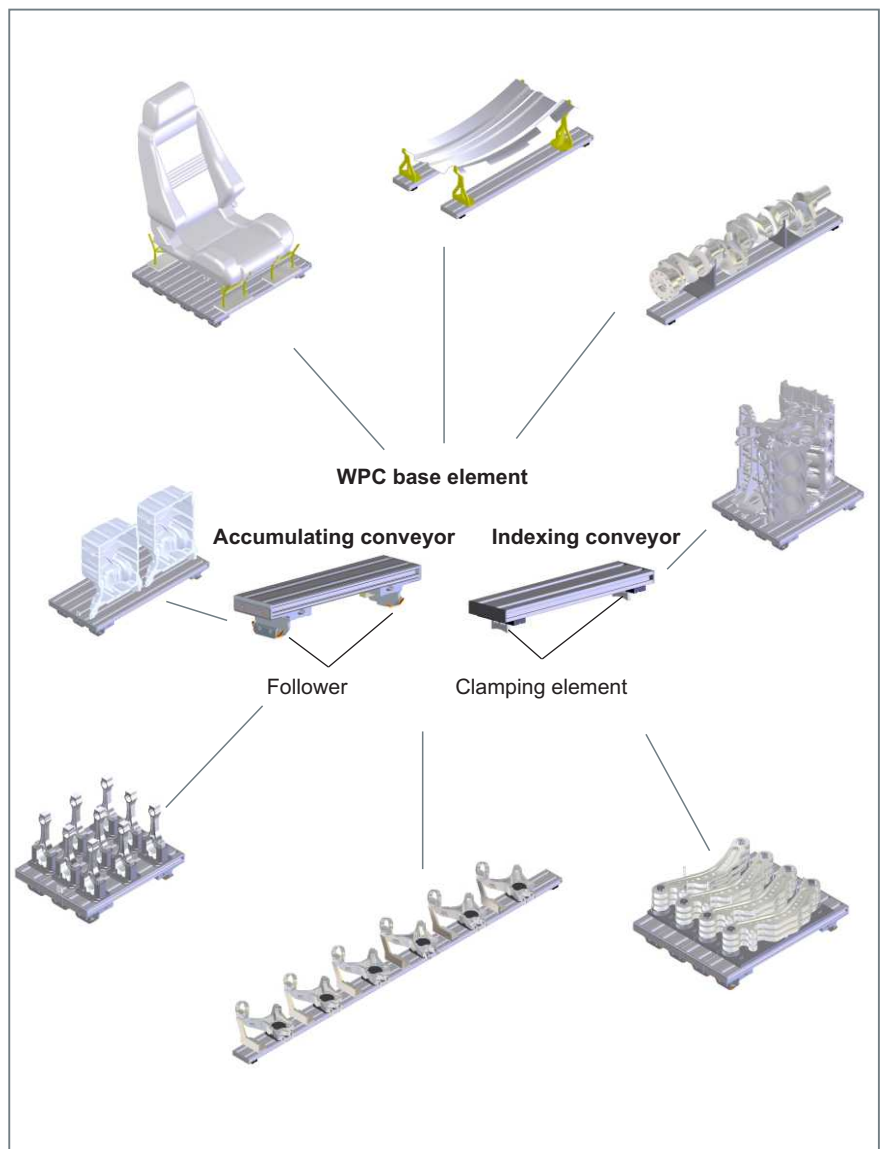 WPC base element
Accumulating conveyor
Indexing conveyor
Follower
Clamping element